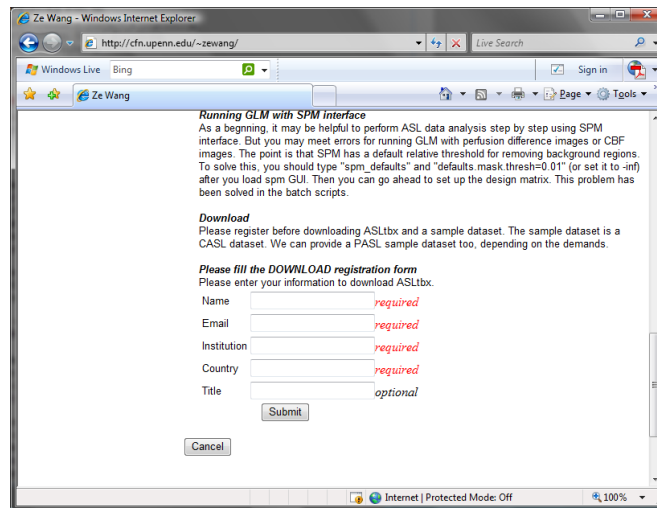 Ze Wang - Windows Internet Explorer
http://cfn.upenn.edu/~zewang/
Live Search
Windows Live
Bing
Sign in
Ze Wang
Page
Tools
Running GLM with SPM interface
As a begnning, it may be helpful to perform ASL data analysis step by step using SPM
interface. But you may meet errors for running GLM with perfusion difference images or CBF
images. The point is that SPM has a default relative threshold for removing background regions.
To solve this, you should type "spm_defaults" and "defaults.mask.thresh=0.01" (or set it to -inf)
after you load spm GUI. Then you can go ahead to set up the design matrix. This problem has
been solved in the batch scripts.
Download
Please register before downloading ASLtbx and a sample dataset. The sample dataset is a
CASL dataset. We can provide a PASL sample dataset too, depending on the demands.
Please fill the DOWNLOAD registration form
Please enter your information to download ASLtbx.
Name required
Email required
Institution required
Country required
Title optional
Submit
Cancel
Internet | Protected Mode: Off
100%